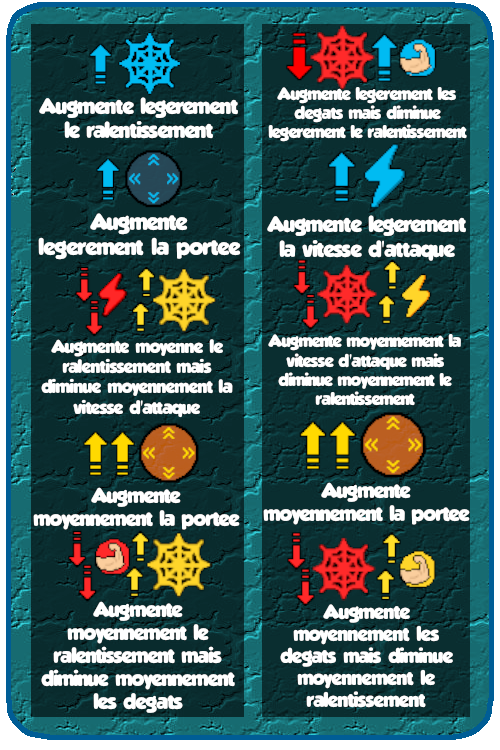 Augmente legerement
le ralentissement
Augmente
legerement la portee
Augmente moyenne le
ralentissement mais
diminue moyennement la
vitesse d'attaque
Augmente
moyennement la portee
Augmente
moyennement le
ralentissement mais
diminue moyennement
les degats
Augmente legerement les
degats mais diminue
legerement le ralentissement
Augmente legerement
la vitesse d'attaque
Augmente moyennement la
vitesse d'attaque mais
diminue moyennement le
ralentissement
Augmente
moyennement la portee
Augmente
moyennement les
degats mais diminue
moyennement le
ralentissement